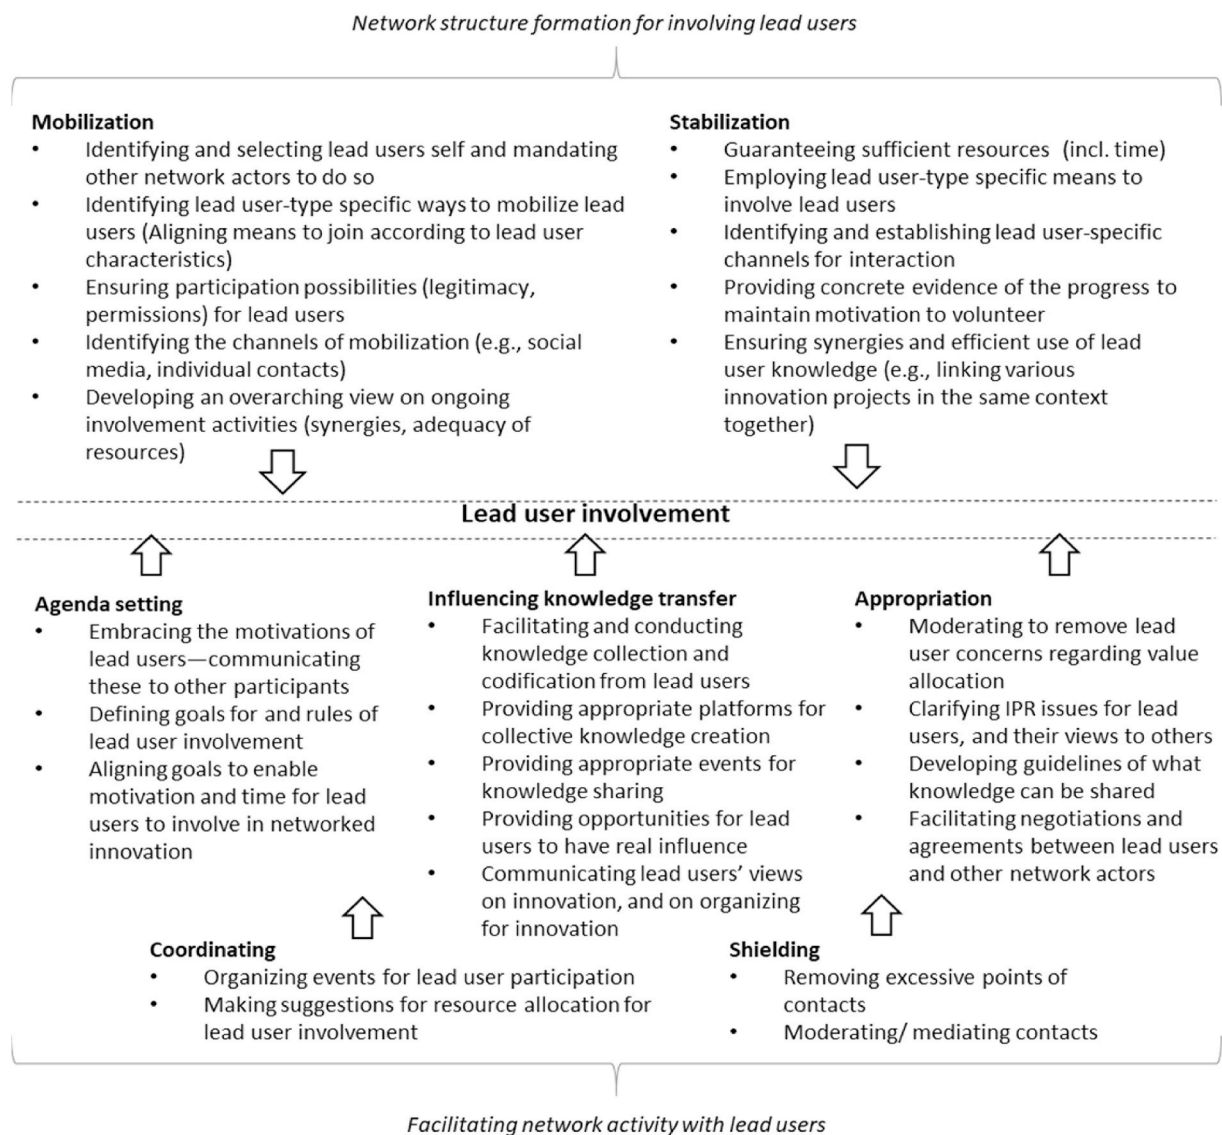 Network structure formation for involving lead users
Mobilization
• Identifying and selecting lead users self and mandating
other network actors to do so
• Identifying lead user-type specific ways to mobilize lead
users (Aligning means to join according to lead user
characteristics)
• Ensuring participation possibilities (legitimacy,
permissions) for lead users
• Identifying the channels of mobilization (e.g., social
media, individual contacts)
• Developing an overarching view on ongoing
involvement activities (synergies, adequacy of
resources)
Stabilization
• Guaranteeing sufficient resources (incl. time)
• Employing lead user-type specific means to
involve lead users
• Identifying and establishing lead user-specific
channels for interaction
• Providing concrete evidence of the progress to
maintain motivation to volunteer
• Ensuring synergies and efficient use of lead
user knowledge (e.g., linking various
innovation projects in the same context
together)
Lead user involvement
Agenda setting
• Embracing the motivations of
lead users—communicating
these to other participants
• Defining goals for and rules of
lead user involvement
• Aligning goals to enable
motivation and time for lead
users to involve in networked
innovation
Influencing knowledge transfer
• Facilitating and conducting
knowledge collection and
codification from lead users
• Providing appropriate platforms for
collective knowledge creation
• Providing appropriate events for
knowledge sharing
• Providing opportunities for lead
users to have real influence
• Communicating lead users’ views
on innovation, and on organizing
for innovation
Appropriation
• Moderating to remove lead
user concerns regarding value
allocation
• Clarifying IPR issues for lead
users, and their views to others
• Developing guidelines of what
knowledge can be shared
• Facilitating negotiations and
agreements between lead users
and other network actors
Coordinating
• Organizing events for lead user participation
• Making suggestions for resource allocation for
lead user involvement
Shielding
• Removing excessive points of
contacts
• Moderating/ mediating contacts
Facilitating network activity with lead users